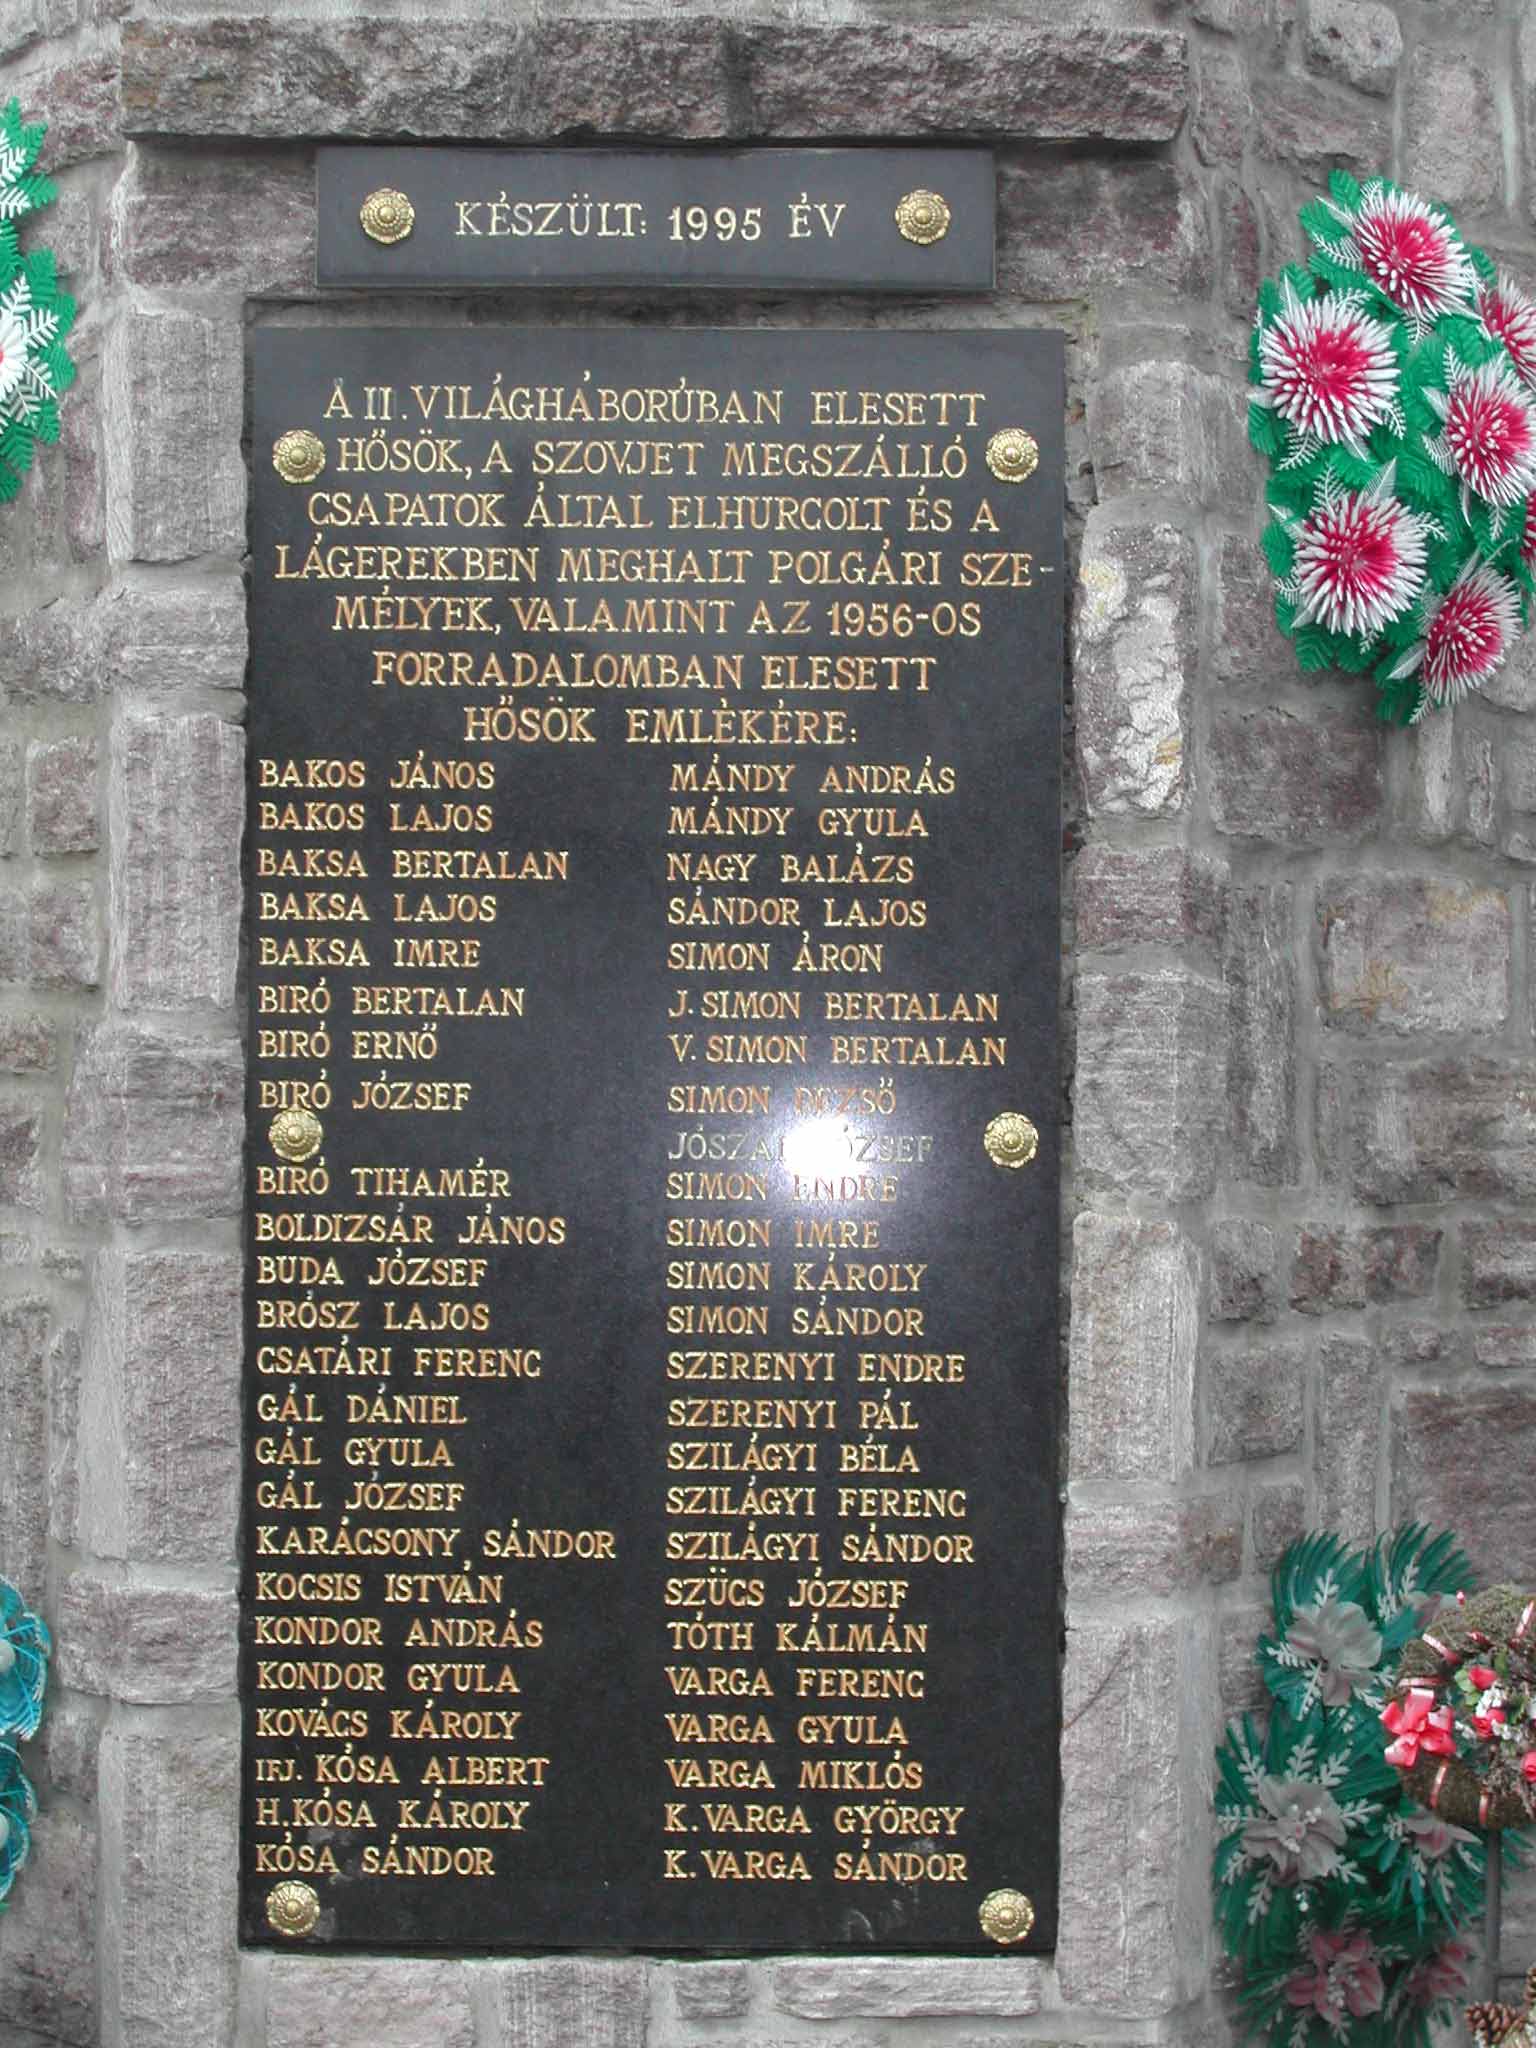 KÉSZÜLT: 1995 ÉV
A II. VILÁGHÁBORÚBAN ELESETT
HŐSÖK, A SZOVJET MEGSZÁLLÓ
CSAPATOK ÁLTAL ELHURCOLT ÉS A
LÁGEREKBEN MEGHALT POLGÁRI SZE-
MÉLYEK, VALAMINT AZ 1956-OS
FORRADALOMBAN ELESETT
HŐSÖK EMLÉKÉRE:
BAKOS JÁNOS
BAKOS LAJOS
BAKSA BERTALAN
BAKSA LAJOS
BAKSA IMRE
BIRÓ BERTALAN
BIRÓ ERNŐ
BIRÓ JÓZSEF
BIRÓ TIHAMÉR
BOLDIZSÁR JÁNOS
BUDA JÓZSEF
BRÓSZ LAJOS
CSATÁRI FERENC
GÁL DÁNIEL
GÁL GYULA
GÁL JÓZSEF
KARÁCSONY SÁNDOR
KOCSIS ISTVÁN
KONDOR ANDRÁS
KONDOR GYULA
KOVÁCS KÁROLY
IFJ. KÓSA ALBERT
H. KÓSA KÁROLY
KÓSA SÁNDOR
MÁNDY ANDRÁS
MÁNDY GYULA
NAGY BALÁZS
SÁNDOR LAJOS
SIMON ÁRON
J. SIMON BERTALAN
V. SIMON BERTALAN
SIMON DEZSŐ
JÓZSEF
SIMON ENDRE
SIMON IMRE
SIMON KÁROLY
SIMON SÁNDOR
SZERENYI ENDRE
SZERENYI PÁL
SZILÁGYI BÉLA
SZILÁGYI FERENC
SZILÁGYI SÁNDOR
SZÜCS JÓZSEF
TÓTH KÁLMÁN
VARGA FERENC
VARGA GYULA
VARGA MIKLÓS
K. VARGA GYÖRGY
K. VARGA SÁNDOR